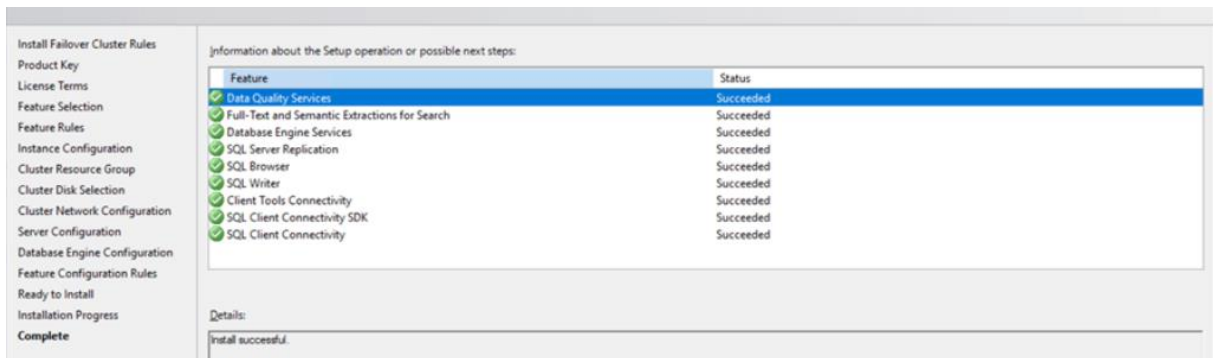 Install Failover Cluster Rules
Product Key
License Terms
Feature Selection
Feature Rules
Instance Configuration
Cluster Resource Group
Cluster Disk Selection
Cluster Network Configuration
Server Configuration
Database Engine Configuration
Feature Configuration Rules
Ready to Install
Installation Progress
Complete
Information about the Setup operation or possible next steps:
Feature Status
Data Quality Services Succeeded
Full-Text and Semantic Extractions for Search Succeeded
Database Engine Services Succeeded
SQL Server Replication Succeeded
SQL Browser Succeeded
SQL Writer Succeeded
Client Tools Connectivity Succeeded
SQL Client Connectivity SDK Succeeded
SQL Client Connectivity Succeeded
Details:
Install successful.